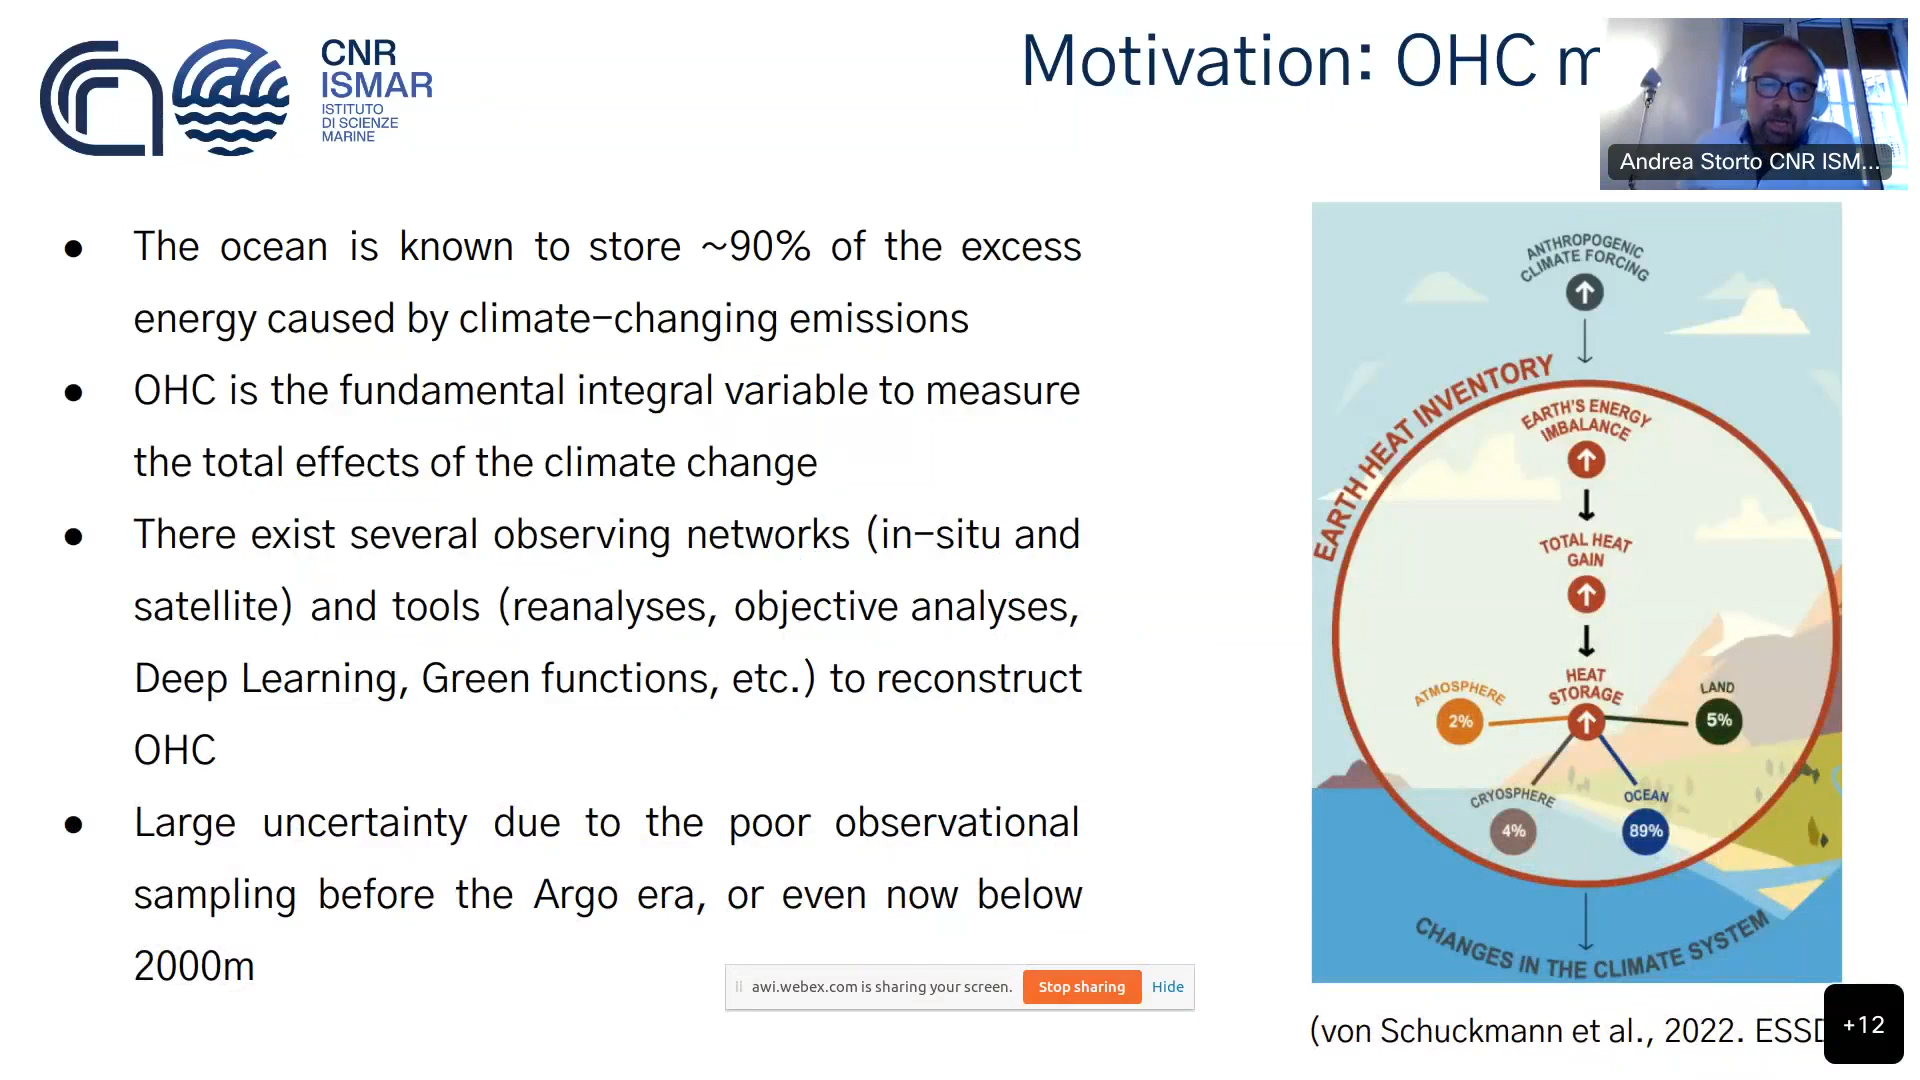 CNR
ISMAR
ISTITUTO
DI SCIENZE
MARINE
Motivation: OHC m
Andrea Storto CNR ISM...
● The ocean is known to store ~90% of the excess
energy caused by climate-changing emissions
● OHC is the fundamental integral variable to measure
the total effects of the climate change
● There exist several observing networks (in-situ and
satellite) and tools (reanalyses, objective analyses,
Deep Learning, Green functions, etc.) to reconstruct
OHC
● Large uncertainty due to the poor observational
sampling before the Argo era, or even now below
2000m
ANTHROPOGENIC
CLIMATE FORCING
EARTH HEAT INVENTORY
EARTH'S ENERGY
IMBALANCE
TOTAL HEAT
GAIN
HEAT
STORAGE
ATMOSPHERE
2%
LAND
5%
CRYOSPHERE
4%
OCEAN
89%
CHANGES IN THE CLIMATE SYSTEM
awi.webex.com is sharing your screen.
Stop sharing
Hide
(von Schuckmann et al., 2022. ESSD
+12